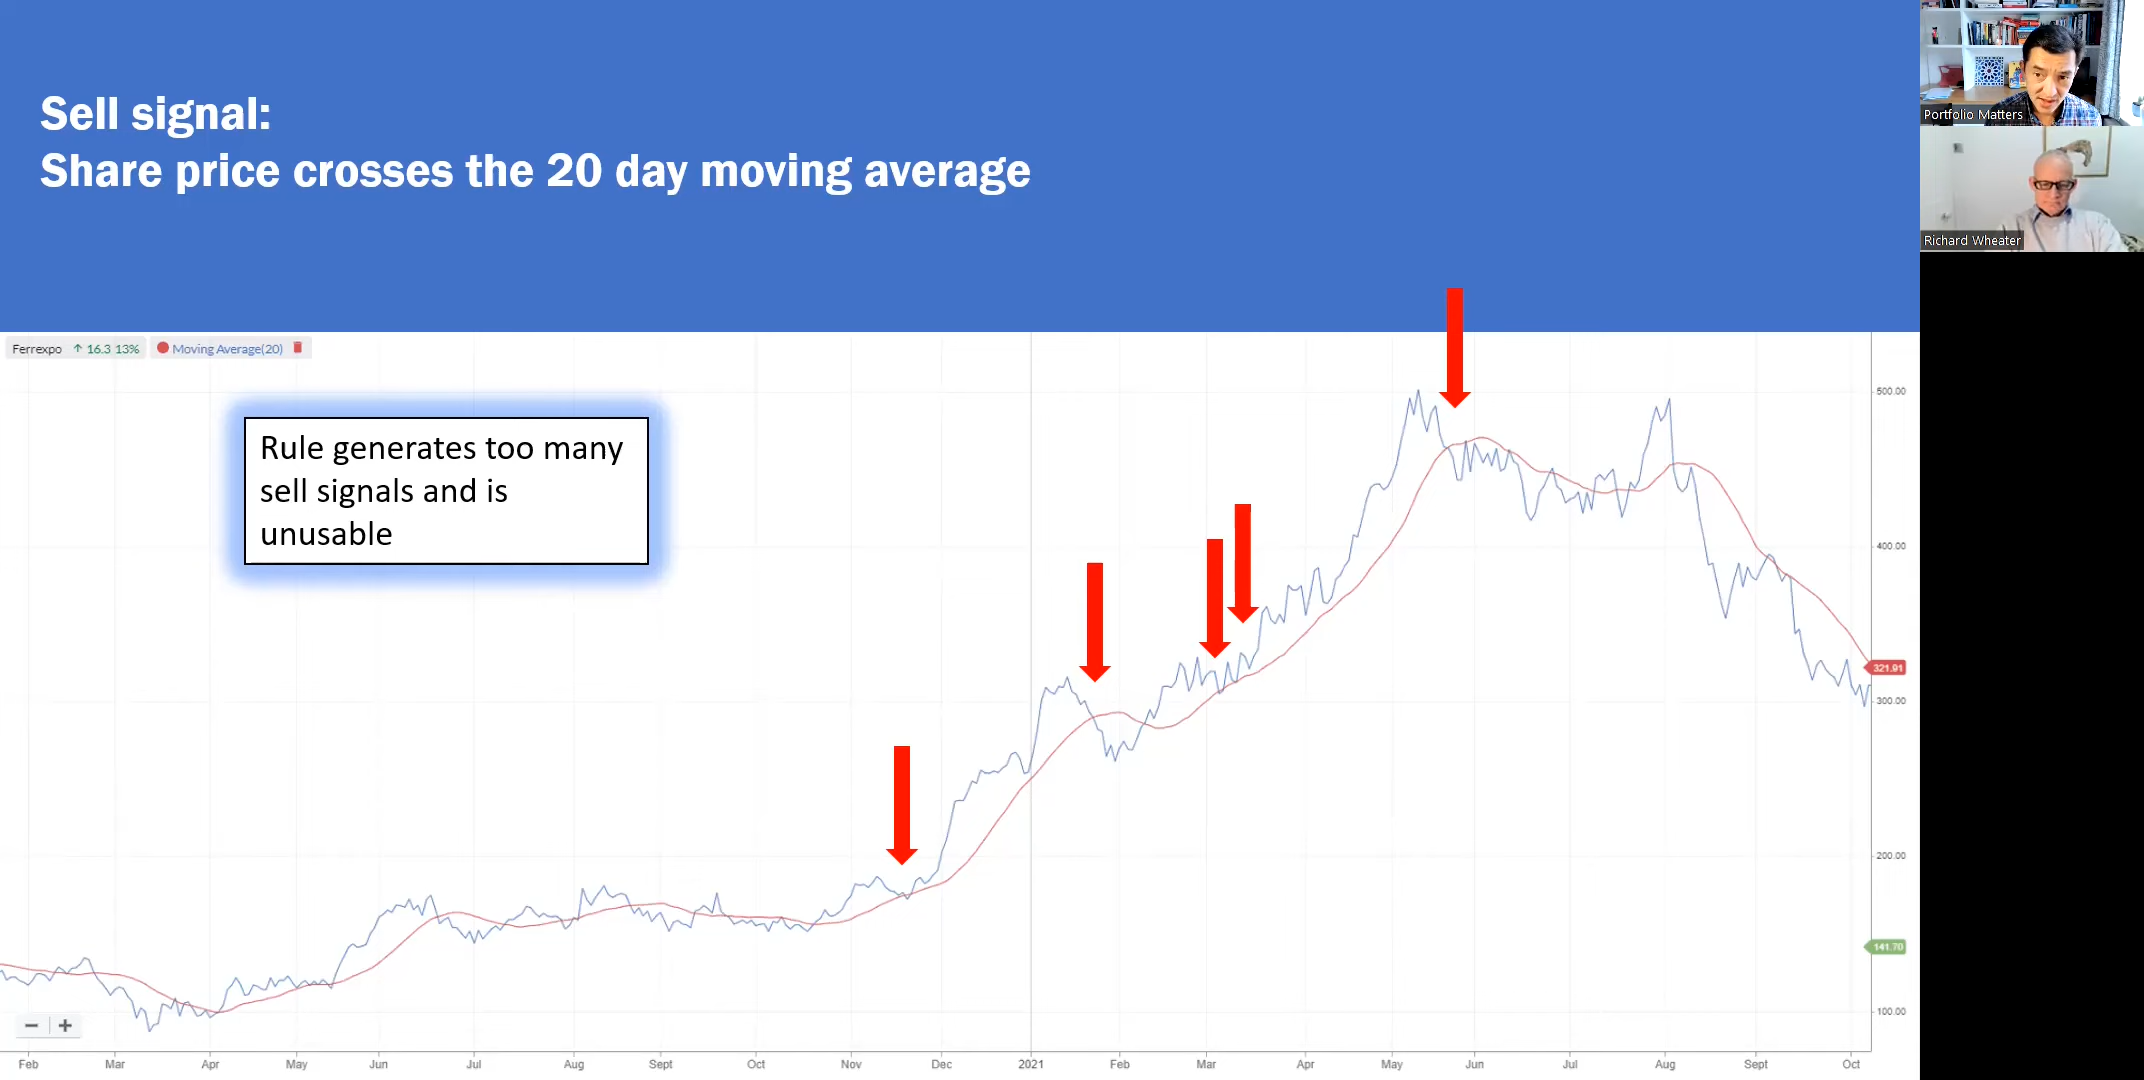 Sell signal:
Share price crosses the 20 day moving average
Portfolio Matters
Richard Wheater
Ferrexpo ↑ 16.3 13% Moving Average(20)
Rule generates too many
sell signals and is
unusable
500.00
400.00
321.91
300.00
200.00
141.70
100.00
Feb Mar Apr May Jun Jul Aug Sept Oct Nov Dec 2021 Feb Mar Apr May Jun Jul Aug Sept Oct